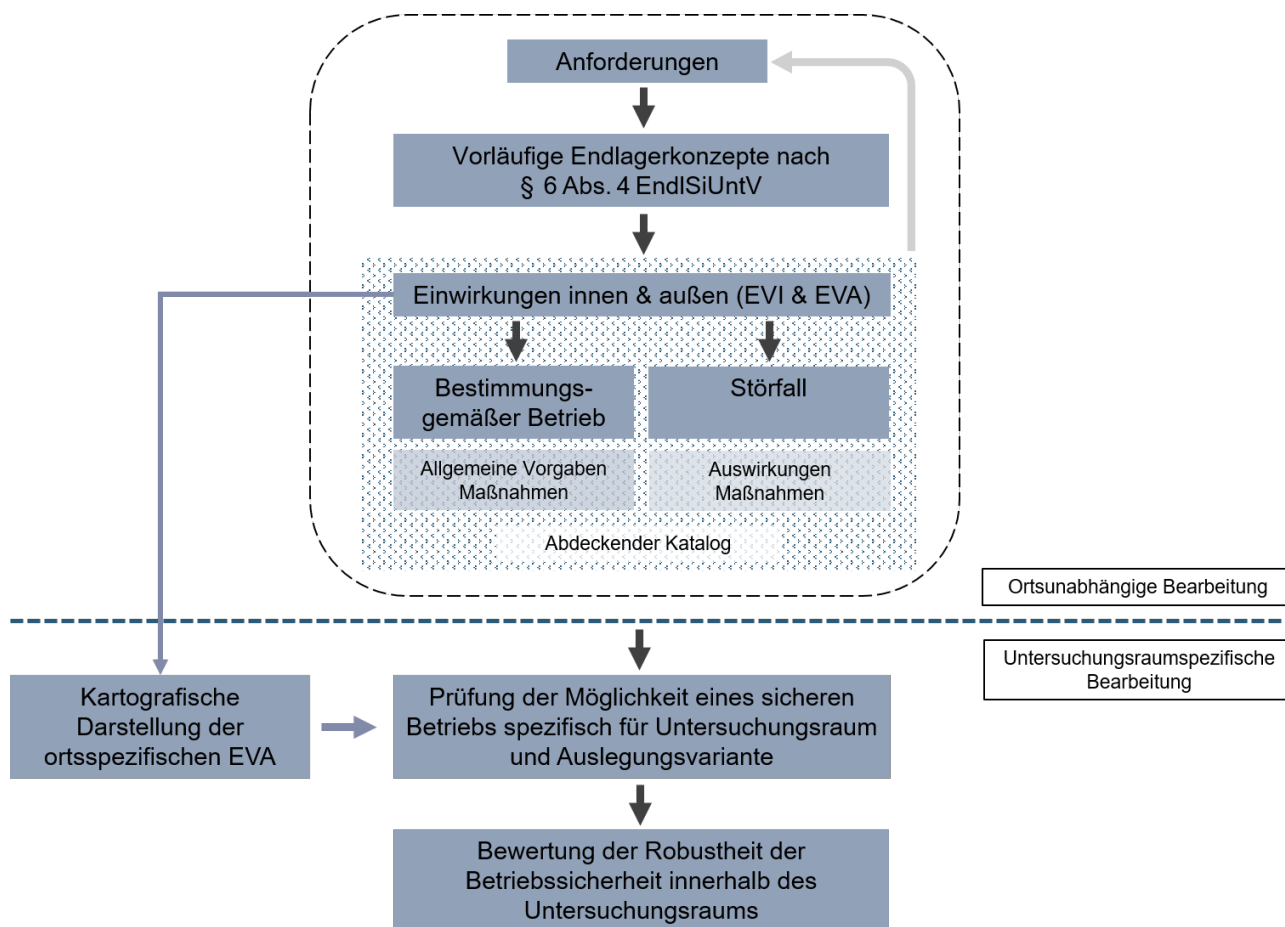 Anforderungen
Vorläufige Endlagerkonzepte nach
§ 6 Abs. 4 EndlSiUntV
Einwirkungen innen & außen (EVI & EVA)
Bestimmungs-
gemäßer Betrieb
Störfall
Allgemeine Vorgaben
Maßnahmen
Auswirkungen
Maßnahmen
Abdeckender Katalog
Ortsunabhängige Bearbeitung
Untersuchungsraumspezifische
Bearbeitung
Kartografische
Darstellung der
ortsspezifischen EVA
Prüfung der Möglichkeit eines sicheren
Betriebs spezifisch für Untersuchungsraum
und Auslegungsvariante
Bewertung der Robustheit der
Betriebssicherheit innerhalb des
Untersuchungsraums